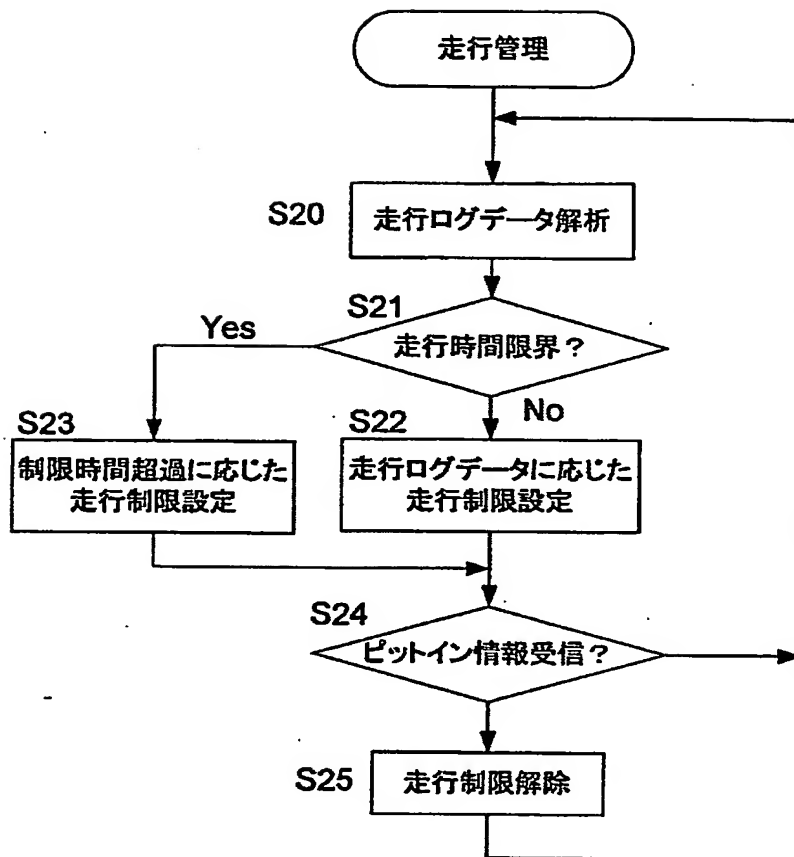 走行管理
S20
走行ログデータ解析
S21
Yes
走行時間限界？
No
S23
S22
制限時間超過に応じた
走行制限設定
走行ログデータに応じた
走行制限設定
S24
ピットイン情報受信？
S25
走行制限解除